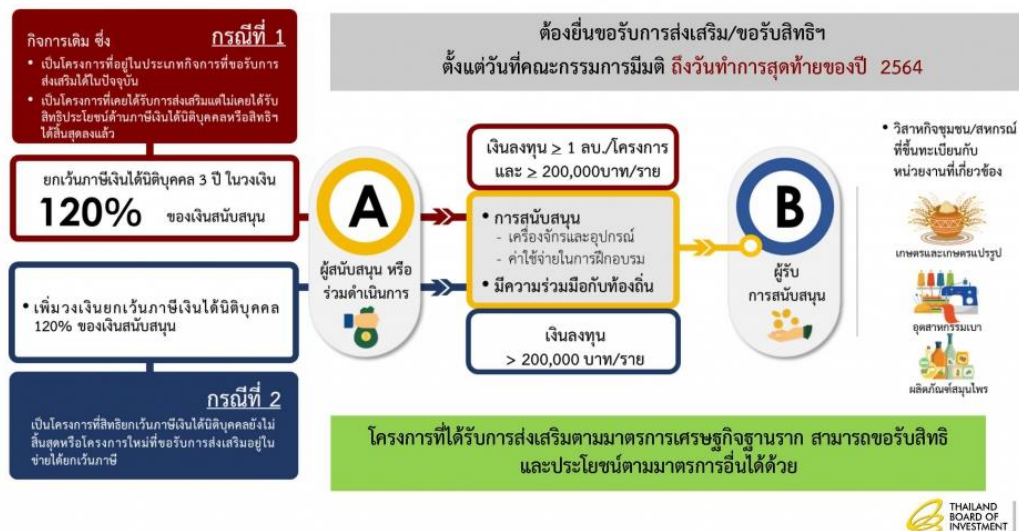 กรณีที่ 1
กิจการเดิม ซึ่ง
• เป็นโครงการที่อยู่ในประเภทกิจการที่ขอรับการ
ส่งเสริมได้ในปัจจุบัน
• เป็นโครงการที่เคยได้รับการส่งเสริมแต่ไม่เคยได้รับ
สิทธิประโยชน์ด้านภาษีเงินได้นิติบุคคลหรือสิทธิฯ
ได้สิ้นสุดลงแล้ว
ยกเว้นภาษีเงินได้นิติบุคคล 3 ปี ในวงเงิน
120% ของเงินสนับสนุน
• เพิ่มวงเงินยกเว้นภาษีเงินได้นิติบุคคล
120% ของเงินสนับสนุน
กรณีที่ 2
เป็นโครงการที่สิทธิยกเว้นภาษีเงินได้นิติบุคคลยังไม่
สิ้นสุดหรือโครงการใหม่ที่ขอรับการส่งเสริมอยู่ใน
ข่ายได้ยกเว้นภาษี
ต้องยื่นขอรับการส่งเสริม/ขอรับสิทธิฯ
ตั้งแต่วันที่คณะกรรมการมีมติ ถึงวันทำการสุดท้ายของปี 2564
A
ผู้สนับสนุน หรือ
ร่วมดำเนินการ
เงินลงทุน ≥ 1 ลบ./โครงการ
และ ≥ 200,000บาท/ราย
• การสนับสนุน
- เครื่องจักรและอุปกรณ์
- ค่าใช้จ่ายในการฝึกอบรม
• มีความร่วมมือกับท้องถิ่น
เงินลงทุน
> 200,000 บาท/ราย
B
ผู้รับ
การสนับสนุน
• วิสาหกิจชุมชน/สหกรณ์
ที่ขึ้นทะเบียนกับ
หน่วยงานที่เกี่ยวข้อง
เกษตรและเกษตรแปรรูป
อุตสาหกรรมเบา
ผลิตภัณฑ์สมุนไพร
โครงการที่ได้รับการส่งเสริมตามมาตรการเศรษฐกิจฐานราก สามารถขอรับสิทธิ
และประโยชน์ตามมาตรการอื่นได้ด้วย
THAILAND
BOARD OF
INVESTMENT